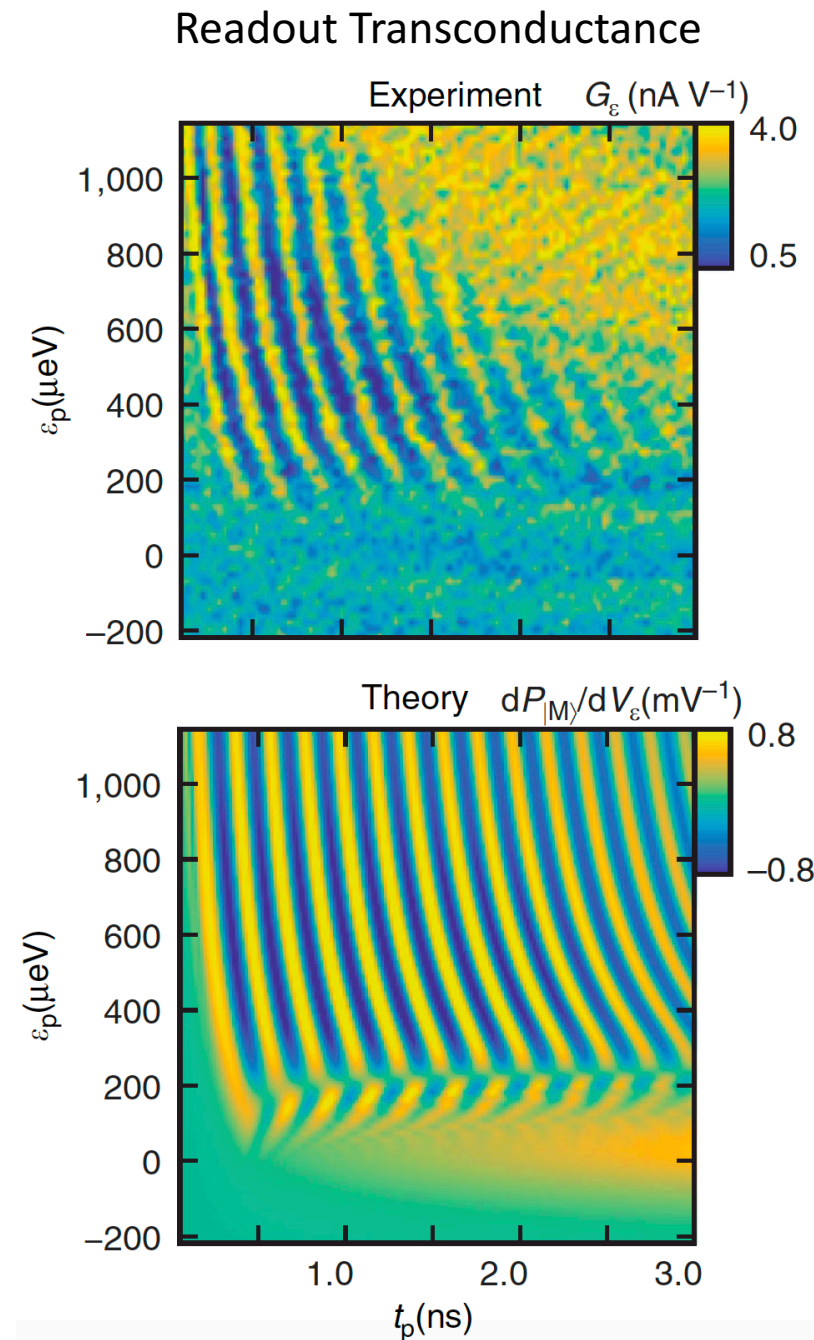 Readout Transconductance
Experiment Gε (nA V⁻¹)
4.0
1,000
800
0.5
600
εp(μeV)
400
200
0
−200
Theory dP|M⟩/dVε(mV⁻¹)
0.8
1,000
800
−0.8
600
εp(μeV)
400
200
0
−200
1.0 2.0 3.0
tp(ns)